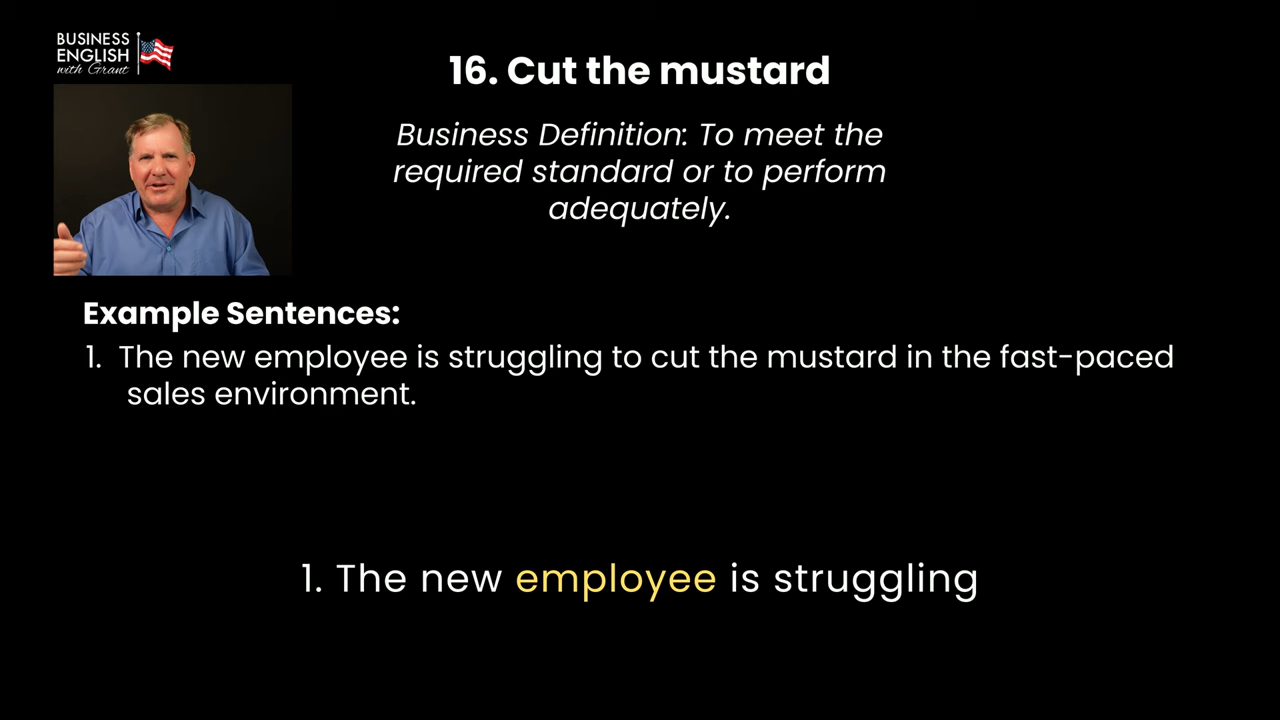 BUSINESS
ENGLISH
with Grant
16. Cut the mustard
Business Definition: To meet the
required standard or to perform
adequately.
Example Sentences:
1. The new employee is struggling to cut the mustard in the fast-paced
sales environment.
1. The new employee is struggling